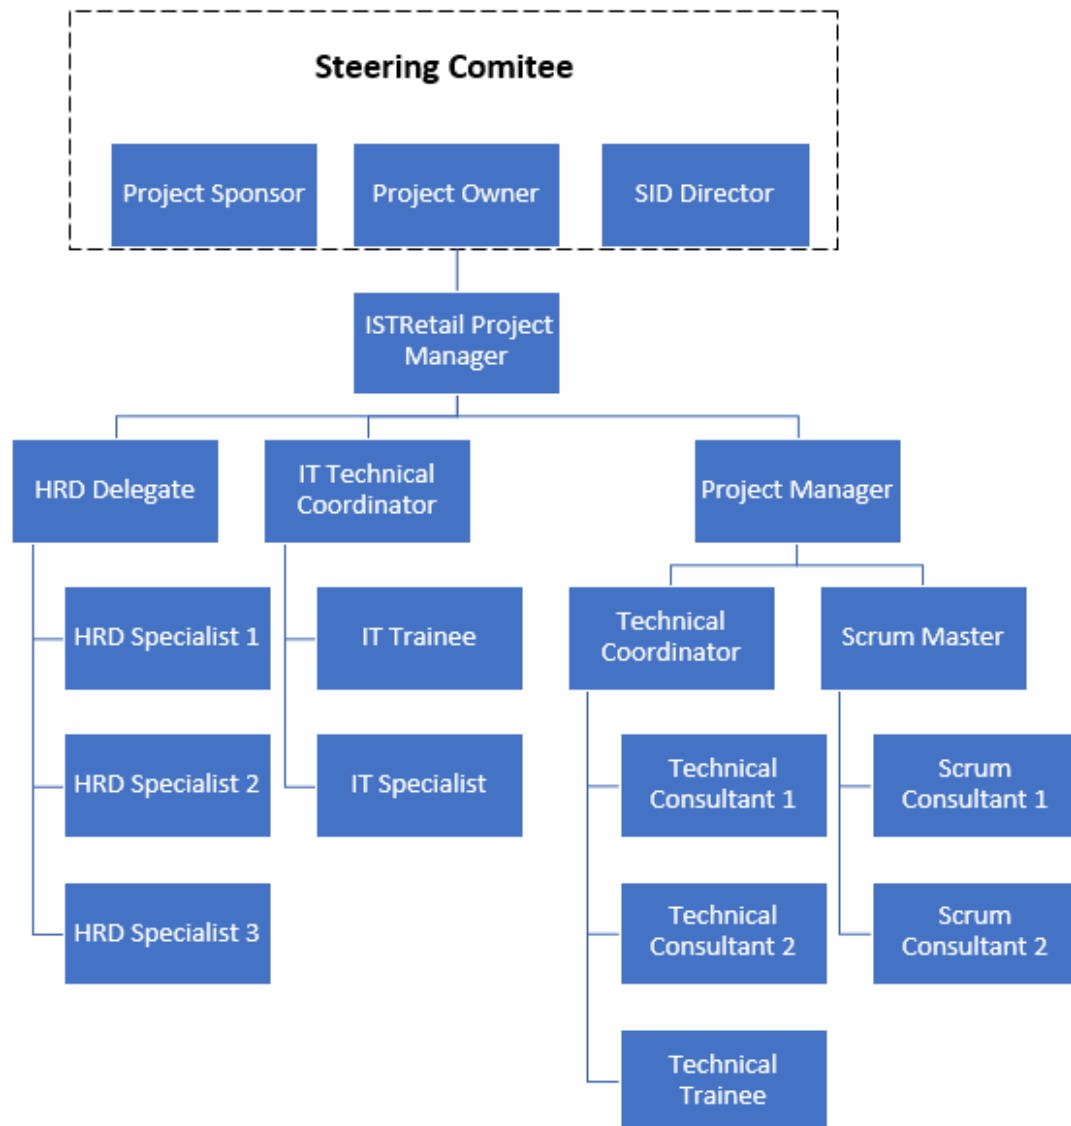 Steering Comitee
Project Sponsor
Project Owner
SID Director
ISTRetail Project
Manager
HRD Delegate
IT Technical
Coordinator
Project Manager
HRD Specialist 1
IT Trainee
Technical
Coordinator
Scrum Master
HRD Specialist 2
IT Specialist
Technical
Consultant 1
Scrum
Consultant 1
HRD Specialist 3
Technical
Consultant 2
Scrum
Consultant 2
Technical
Trainee